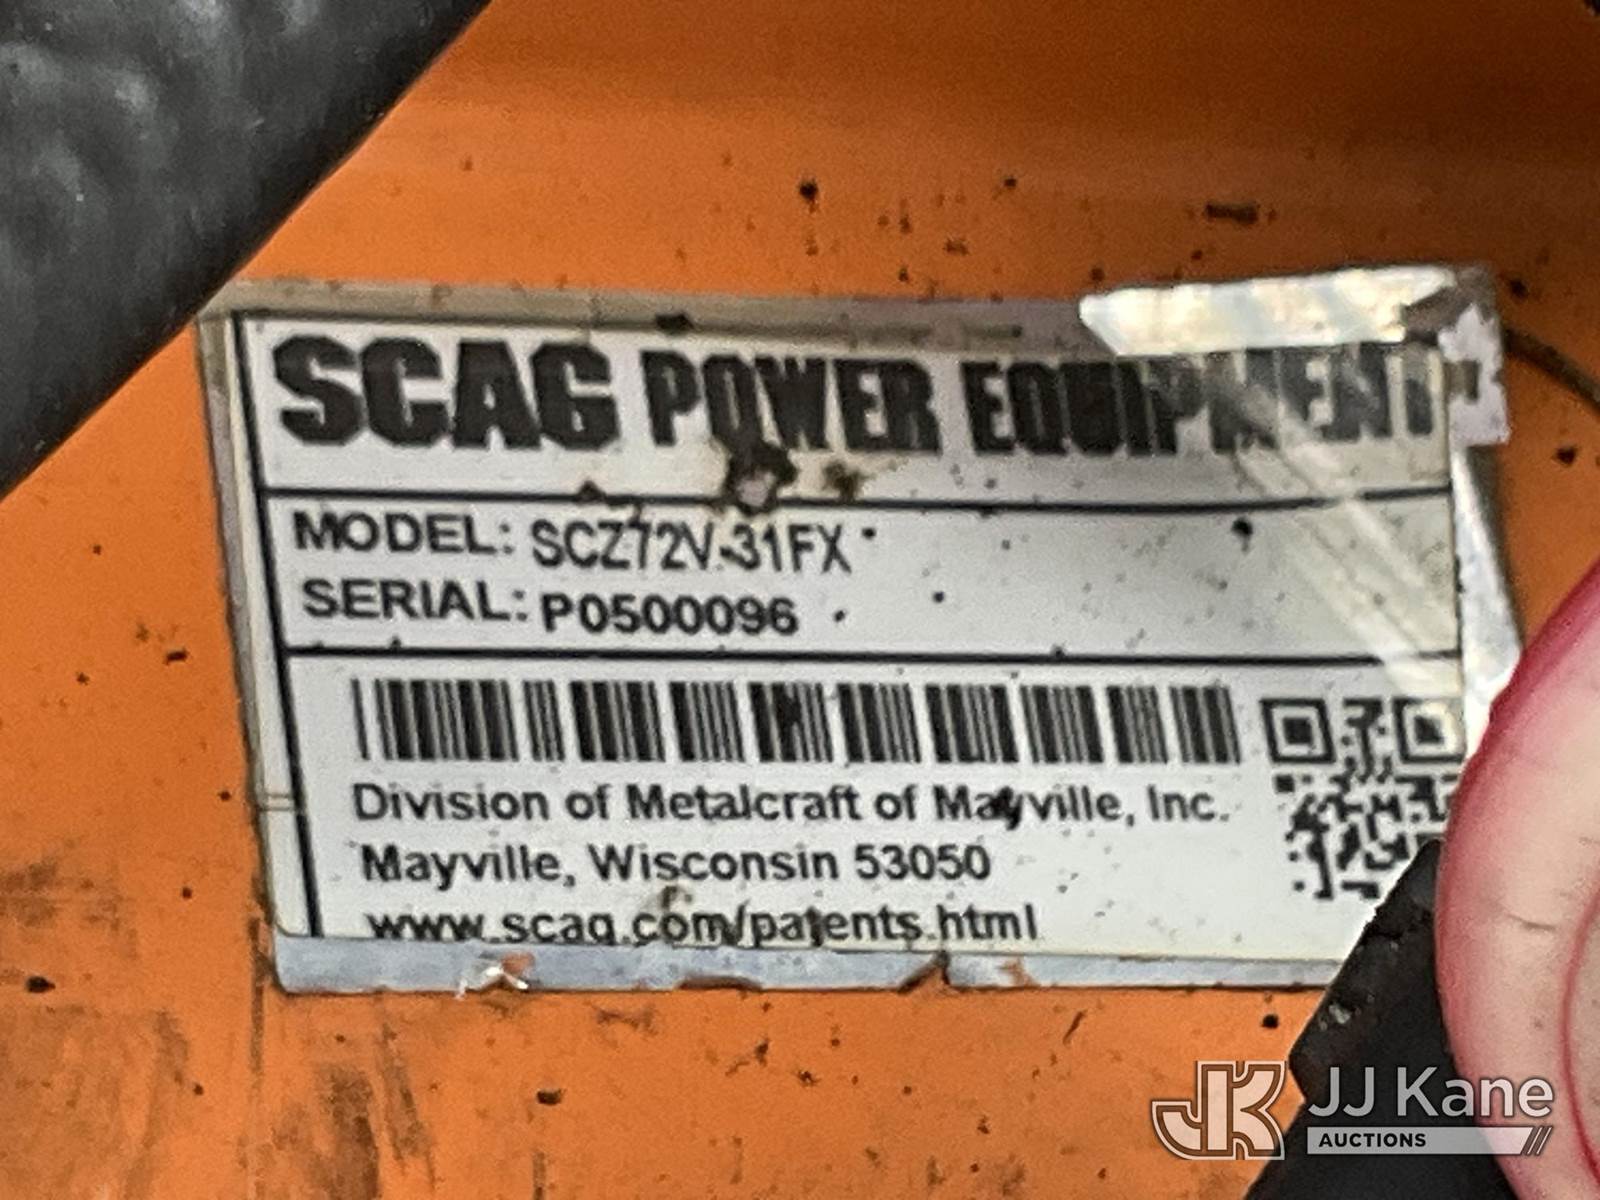 SCAG POWER EQUIPMENT
MODEL: SCZ72V-31FX
SERIAL: P0500096
Division of Metalcraft of Mayville, Inc.
Mayville, Wisconsin 53050
www.scag.com/patents.html
JK JJ Kane
AUCTIONS